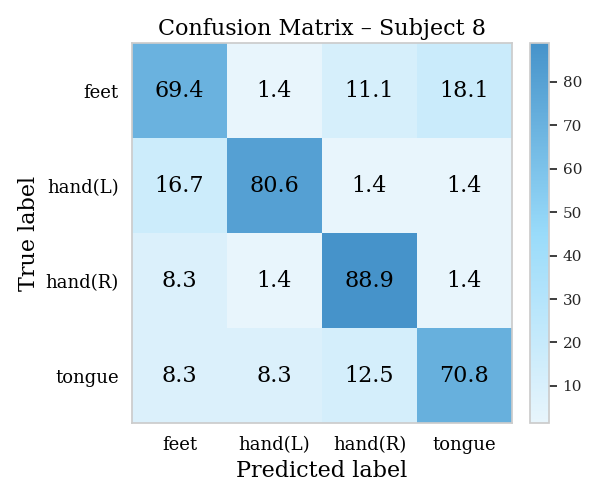 Confusion Matrix – Subject 8
True label
feet 69.4 1.4 11.1 18.1
hand(L) 16.7 80.6 1.4 1.4
hand(R) 8.3 1.4 88.9 1.4
tongue 8.3 8.3 12.5 70.8
feet hand(L) hand(R) tongue
Predicted label
80
70
60
50
40
30
20
10